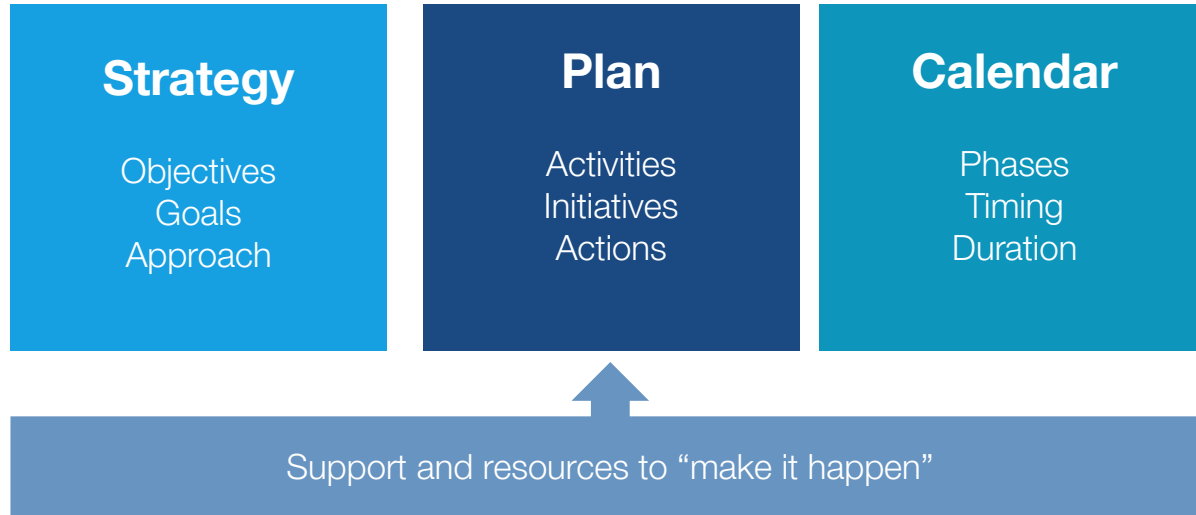 Strategy
Objectives
Goals
Approach
Plan
Activities
Initiatives
Actions
Calendar
Phases
Timing
Duration
Support and resources to “make it happen”